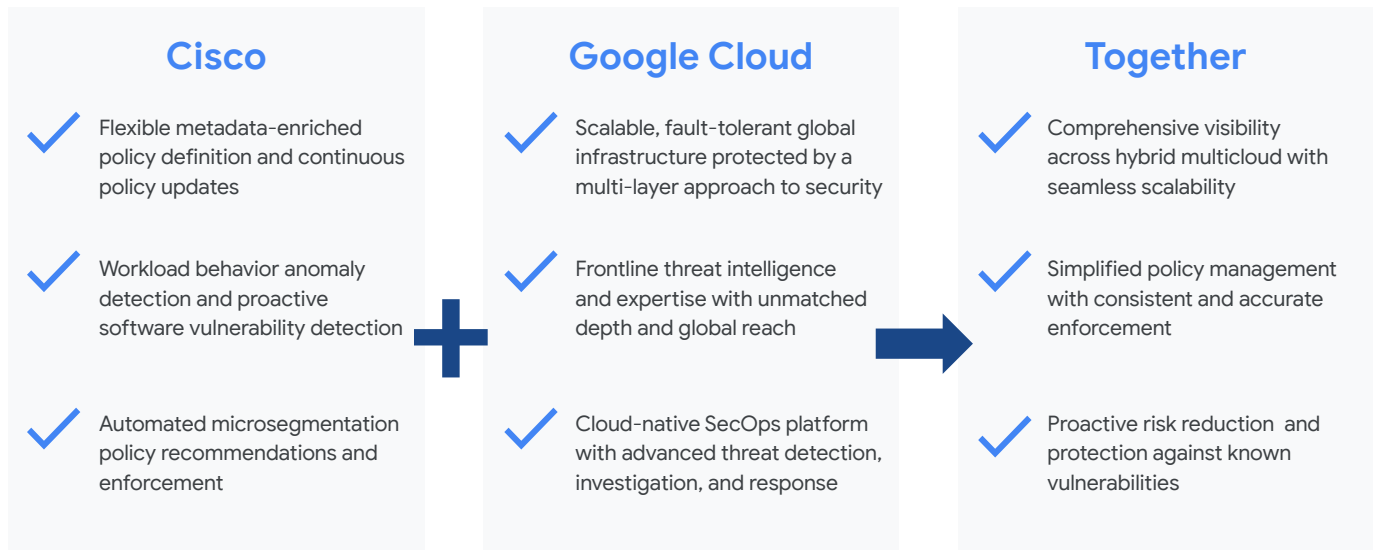 Cisco
Flexible metadata-enriched
policy definition and continuous
policy updates
Workload behavior anomaly
detection and proactive
software vulnerability detection
Automated microsegmentation
policy recommendations and
enforcement
Google Cloud
Scalable, fault-tolerant global
infrastructure protected by a
multi-layer approach to security
Frontline threat intelligence
and expertise with unmatched
depth and global reach
Cloud-native SecOps platform
with advanced threat detection,
investigation, and response
Together
Comprehensive visibility
across hybrid multicloud with
seamless scalability
Simplified policy management
with consistent and accurate
enforcement
Proactive risk reduction  and
protection against known
vulnerabilities